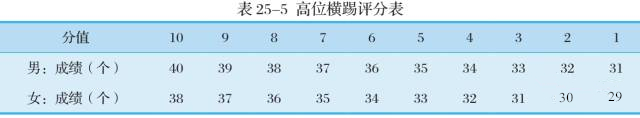 表 25–5 高位横踢评分表
分值 10 9 8 7 6 5 4 3 2 1
男：成绩（个） 40 39 38 37 36 35 34 33 32 31
女：成绩（个） 38 37 36 35 34 33 32 31 30 29